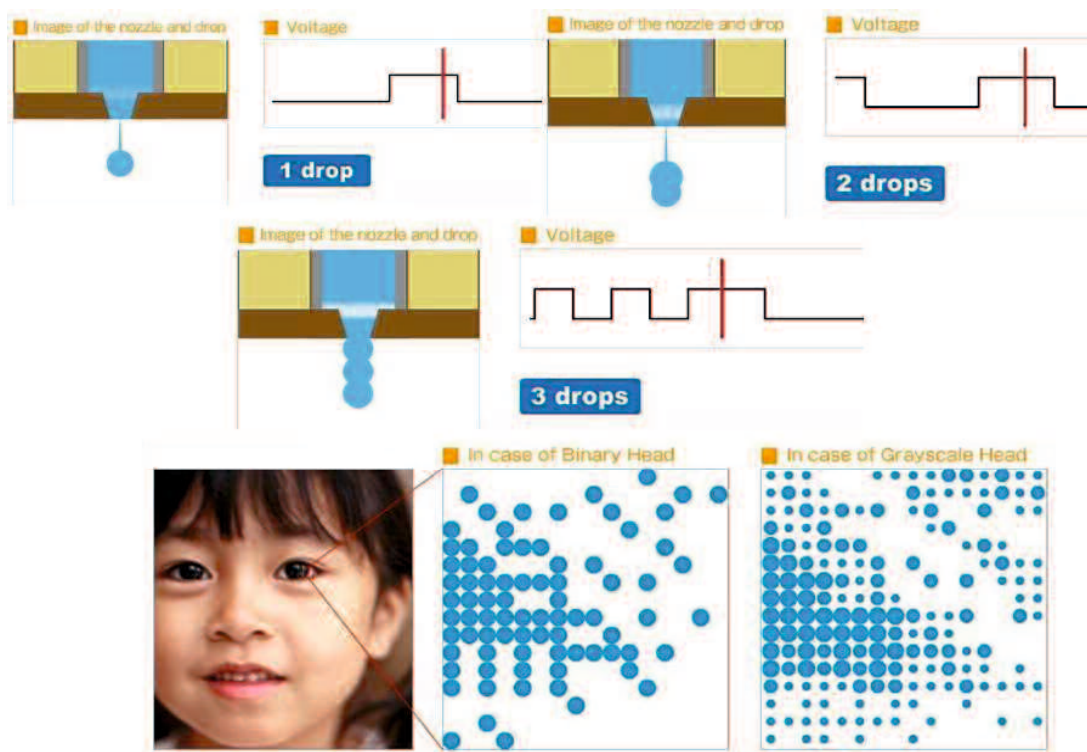 Image of the nozzle and drop
Voltage
1 drop
Image of the nozzle and drop
Voltage
2 drops
Image of the nozzle and drop
Voltage
3 drops
In case of Binary Head
In case of Grayscale Head